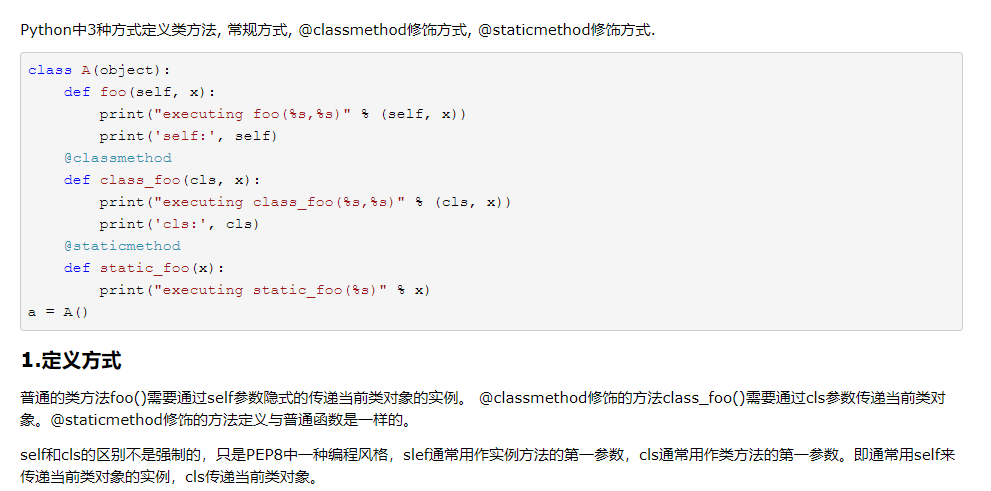 Python中3种方式定义类方法, 常规方式, @classmethod修饰方式, @staticmethod修饰方式.
class A(object):
    def foo(self, x):
        print("executing foo(%s,%s)" % (self, x))
        print('self:', self)
    @classmethod
    def class_foo(cls, x):
        print("executing class_foo(%s,%s)" % (cls, x))
        print('cls:', cls)
    @staticmethod
    def static_foo(x):
        print("executing static_foo(%s)" % x)
a = A()
1.定义方式
普通的类方法foo()需要通过self参数隐式的传递当前类对象的实例。 @classmethod修饰的方法class_foo()需要通过cls参数传递当前类对
象。@staticmethod修饰的方法定义与普通函数是一样的。
self和cls的区别不是强制的，只是PEP8中一种编程风格，slef通常用作实例方法的第一参数，cls通常用作类方法的第一参数。即通常用self来
传递当前类对象的实例，cls传递当前类对象。